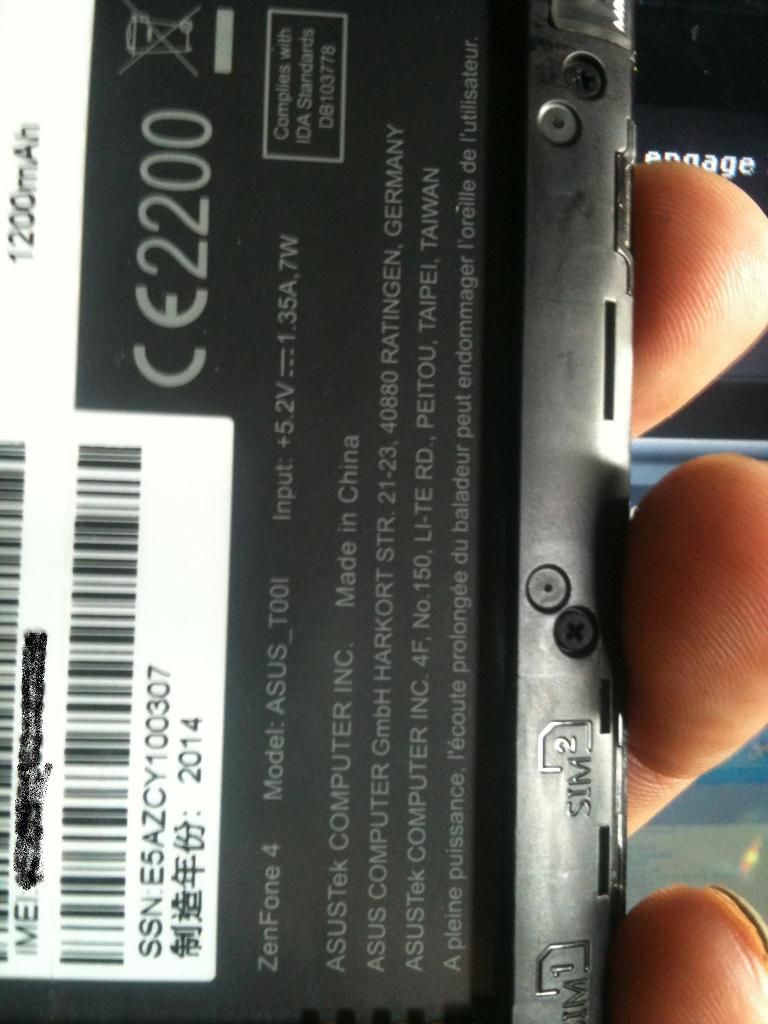 1200mAh
IMEI:
SSN:E5AZCY100307
制造年份: 2014
CE2200
Complies with
IDA Standards
DB103778
ZenFone 4 Model: ASUS_T00I Input: +5.2V⎓1.35A,7W
ASUSTek COMPUTER INC. Made in China
ASUS COMPUTER GmbH HARKORT STR. 21-23, 40880 RATINGEN, GERMANY
ASUSTek COMPUTER INC. 4F, No.150, LI-TE RD., PEITOU, TAIPEI, TAIWAN
A pleine puissance, l'écoute prolongée du baladeur peut endommager l'oreille de l'utilisateur.
SIM1
SIM2
engage